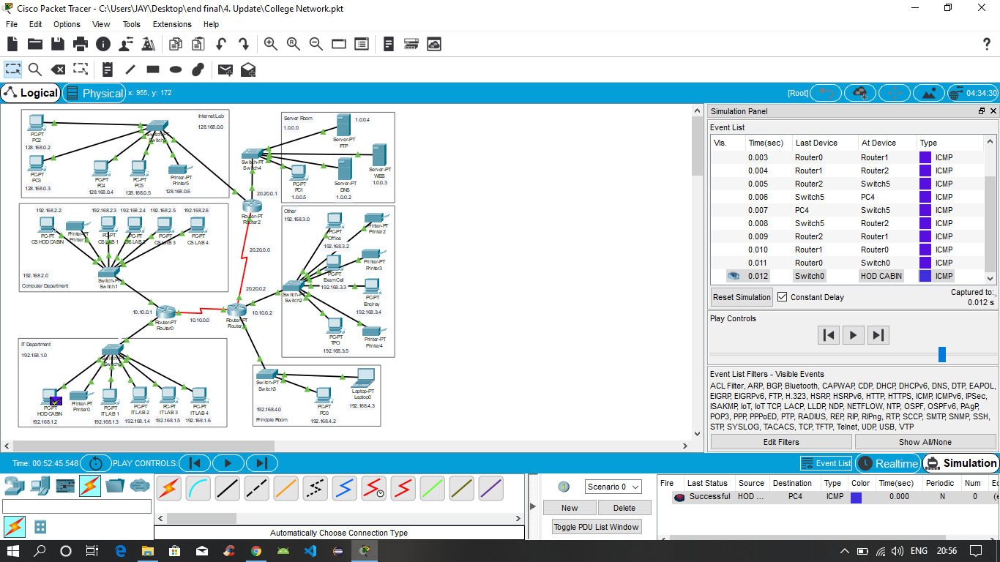 Cisco Packet Tracer - C:\Users\JAY\Desktop\end final\4. Update\College Network.pkt
File Edit Options View Tools Extensions Help
?
Logical Physical x: 955, y: 172 [Root] 04:34:30
Internet Lab
128.168.0.0
PC-PT
PC2
128.168.0.2
PC-PT
PC3
128.168.0.3
PC-PT
PC4
128.168.0.4
PC-PT
PC5
128.168.0.5
Printer-PT
Printer5
128.168.0.6
Server Room
1.0.0.0
1.0.0.4
Server-PT
FTP
Switch-PT
Switch4
PC-PT
PC1
1.0.0.5
Server-PT
DNS
1.0.0.2
Server-PT
WEB
1.0.0.3
20.20.0.1
Router-PT
Router2
20.20.0.0
20.20.0.2
192.168.2.2 192.168.2.3 192.168.2.4 192.168.2.5 192.168.2.6
PC-PT
CS HOD CABIN
Printer-PT
PC-PT
CS LAB 1
PC-PT
PC-PT
CS LAB 3
PC-PT
CS LAB 4
192.168.2.0
Computer Department
Switch-PT
Switch1
10.10.0.1
Router-PT
Router0
10.10.0.0
Router-PT
10.10.0.2
Other
192.168.3.0
PC-PT
Office
192.168.3.2
Printer-PT
Printer2
Printer-PT
Printer3
PC-PT
Exam Cell
192.168.3.3
Switch-PT
Switch2
PC-PT
Enqirey
192.168.3.4
PC-PT
TPO
192.168.3.5
Printer-PT
Printer4
IT Department
192.168.1.0
PC-PT
HOD CABIN
192.168.1.2
Printer-PT
Printer0
PC-PT
IT LAB 1
192.168.1.3
PC-PT
IT LAB 2
192.168.1.4
PC-PT
IT LAB 3
192.168.1.5
PC-PT
IT LAB 4
192.168.1.6
Switch-PT
Switch3
192.168.4.0
Principle Room
PC-PT
PC0
192.168.4.2
Laptop-PT
Laptop0
192.168.4.3
Simulation Panel
Event List
Vis. Time(sec) Last Device At Device Type
0.003 Router0 Router1 ICMP
0.004 Router1 Router2 ICMP
0.005 Router2 Switch5 ICMP
0.006 Switch5 PC4 ICMP
0.007 PC4 Switch5 ICMP
0.008 Switch5 Router2 ICMP
0.009 Router2 Router1 ICMP
0.010 Router1 Router0 ICMP
0.011 Router0 Switch0 ICMP
0.012 Switch0 HOD CABIN ICMP
Reset Simulation Constant Delay Captured to:
0.012 s
Play Controls
Event List Filters - Visible Events
ACL Filter, ARP, BGP, Bluetooth, CAPWAP, CDP, DHCP, DHCPv6, DNS, DTP, EAPOL,
EIGRP, EIGRPv6, FTP, H.323, HSRP, HSRPv6, HTTP, HTTPS, ICMP, ICMPv6, IPSec,
ISAKMP, IoT, IoT TCP, LACP, LLDP, NDP, NETFLOW, NTP, OSPF, OSPFv6, PAgP,
POP3, PPP, PPPoED, PTP, RADIUS, REP, RIP, RIPng, RTP, SCCP, SMTP, SNMP, SSH,
STP, SYSLOG, TACACS, TCP, TFTP, Telnet, UDP, USB, VTP
Edit Filters Show All/None
Time: 00:52:45.548 PLAY CONTROLS: Event List Realtime Simulation
Scenario 0
New Delete
Toggle PDU List Window
Fire Last Status Source Destination Type Color Time(sec) Periodic Num
Successful HOD ... PC4 ICMP 0.000 N 0
Automatically Choose Connection Type
ENG 20:56